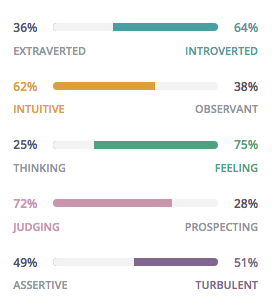 36% 64%
EXTRAVERTED INTROVERTED
62% 38%
INTUITIVE OBSERVANT
25% 75%
THINKING FEELING
72% 28%
JUDGING PROSPECTING
49% 51%
ASSERTIVE TURBULENT